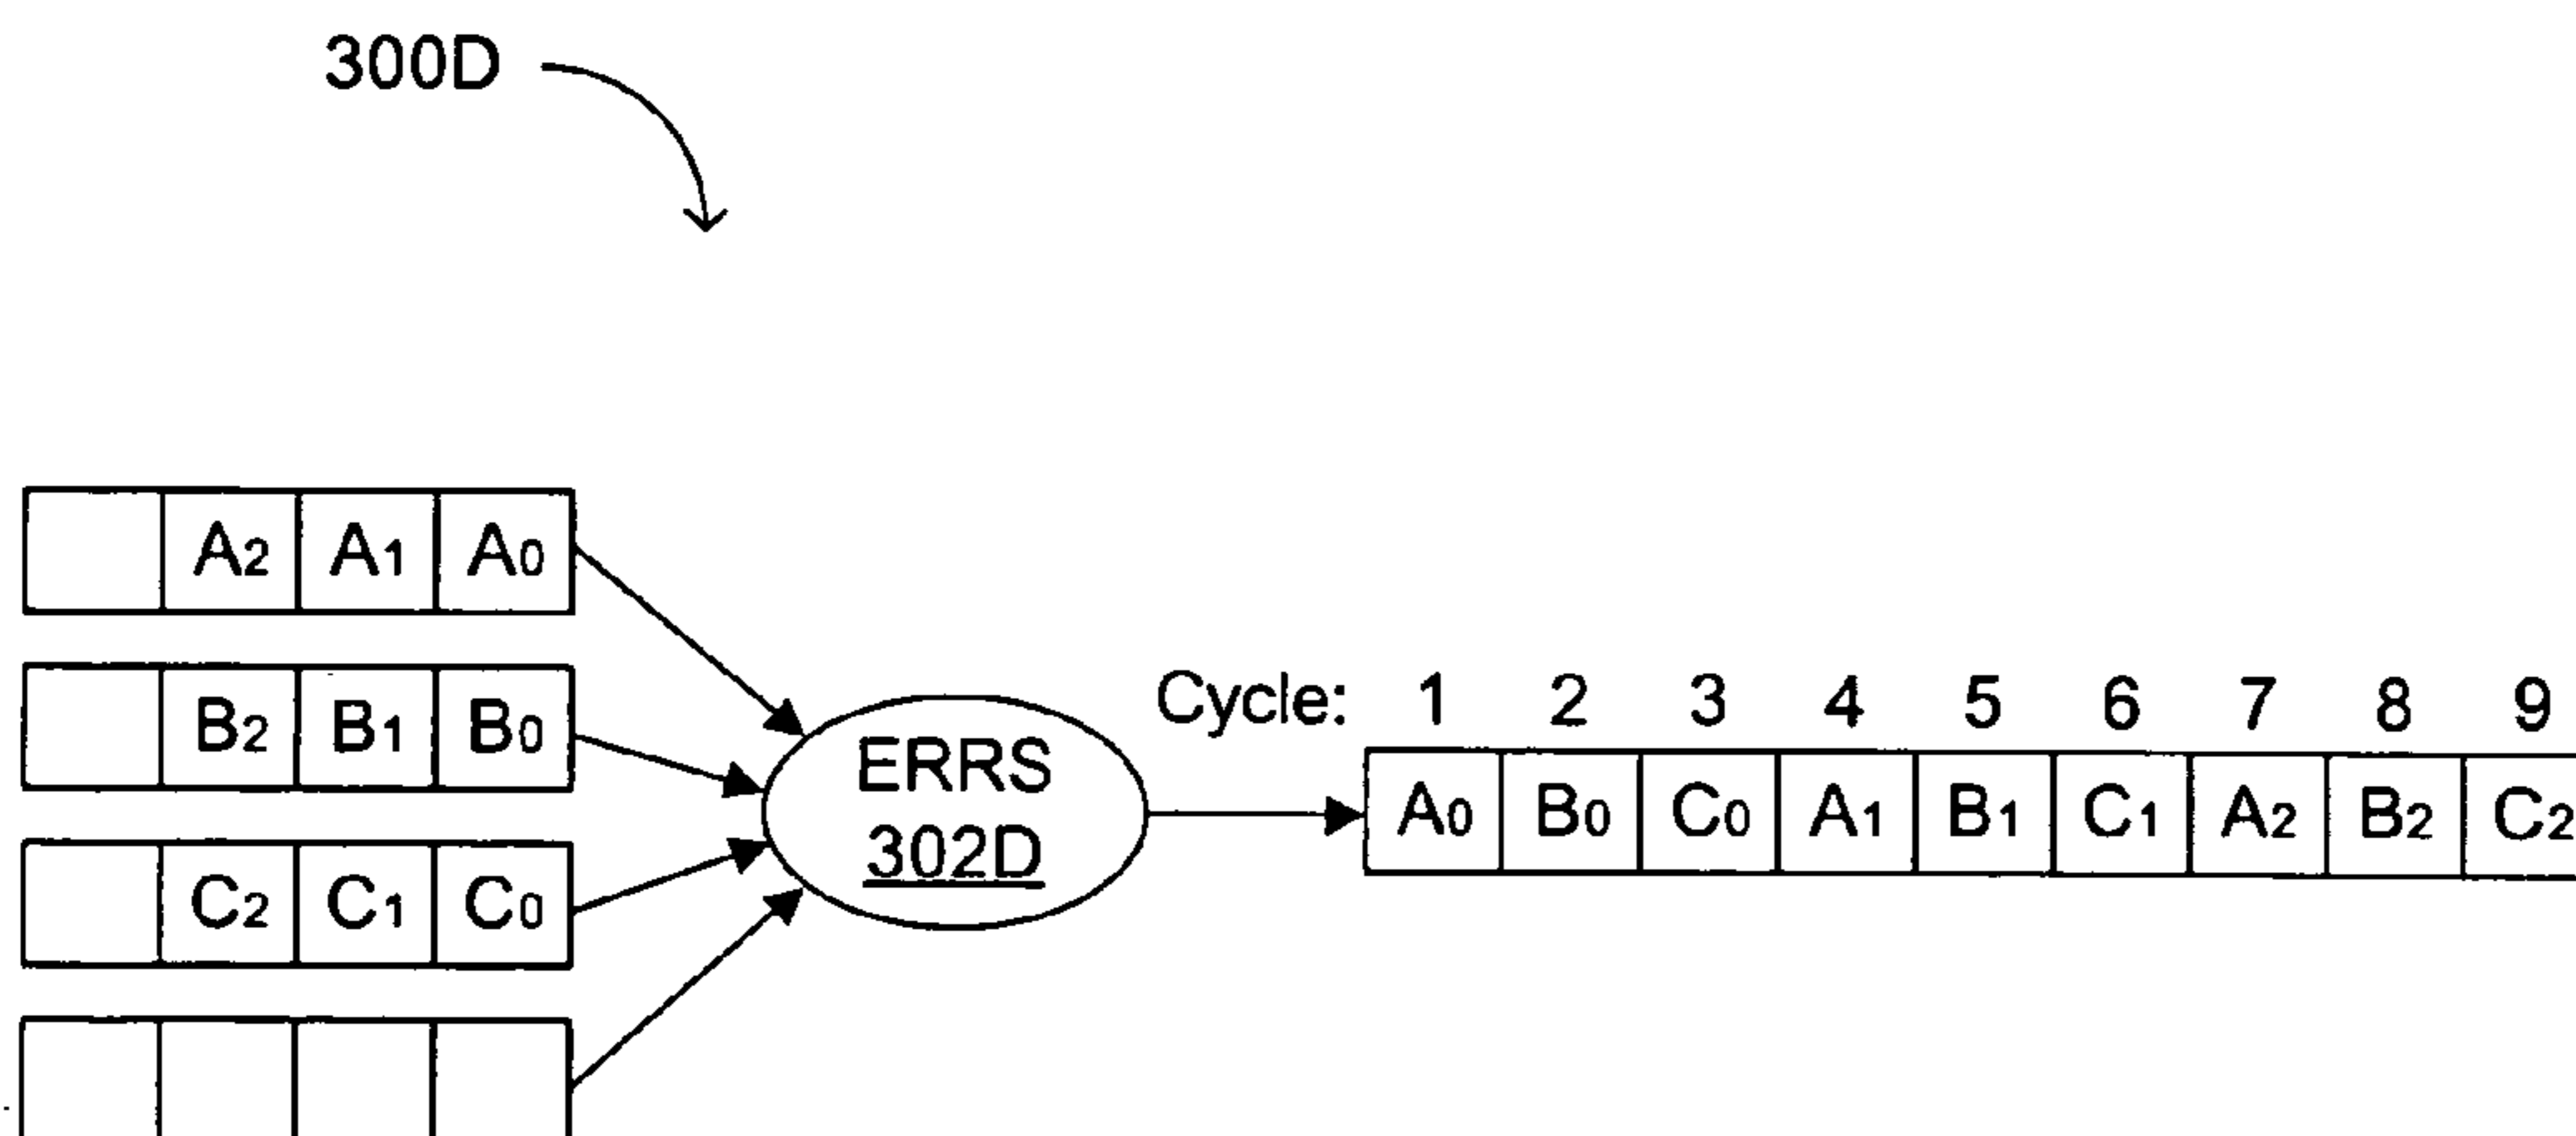 300D
A2 A1 A0
B2 B1 B0
C2 C1 C0
ERRS
302D
Cycle: 1 2 3 4 5 6 7 8 9
A0 B0 C0 A1 B1 C1 A2 B2 C2